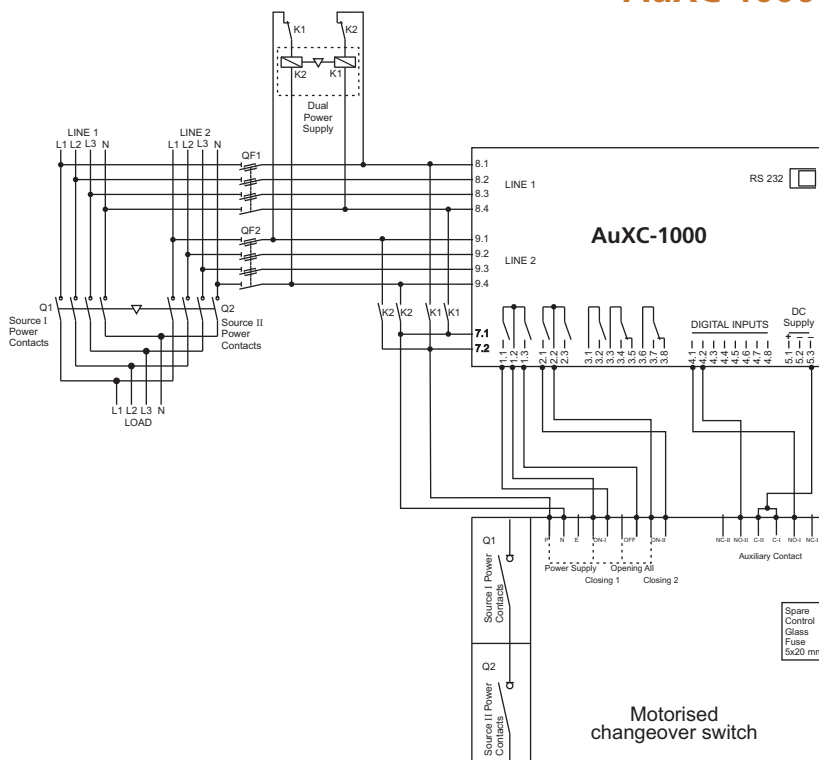 AuXC-1000
K1
K2
K2
K1
Dual
Power
Supply
LINE 1
LINE 2
L1 L2 L3 N
L1 L2 L3 N
QF1
8.1
8.2
8.3
8.4
LINE 1
RS 232
QF2
9.1
9.2
9.3
9.4
LINE 2
AuXC-1000
Q1
Source I
Power
Contacts
Q2
Source II
Power
Contacts
K2
K2
K1
K1
7.1
7.2
DIGITAL INPUTS
DC
Supply
+ – –
1.1
1.2
1.3
2.1
2.2
2.3
3.1
3.2
3.3
3.4
3.5
3.6
3.7
3.8
4.1
4.2
4.3
4.4
4.5
4.6
4.7
4.8
5.1
5.2
5.3
L1 L2 L3 N
LOAD
Q1
Source I Power
Contacts
P N E ON-I OFF ON-II
Power Supply
Opening All
Closing 1
Closing 2
NC-II NO-II C-II C-I NO-I NC-I
Auxiliary Contact
Spare
Control
Glass
Fuse
5x20 mm
Q2
Source II Power
Contacts
Motorised
changeover switch